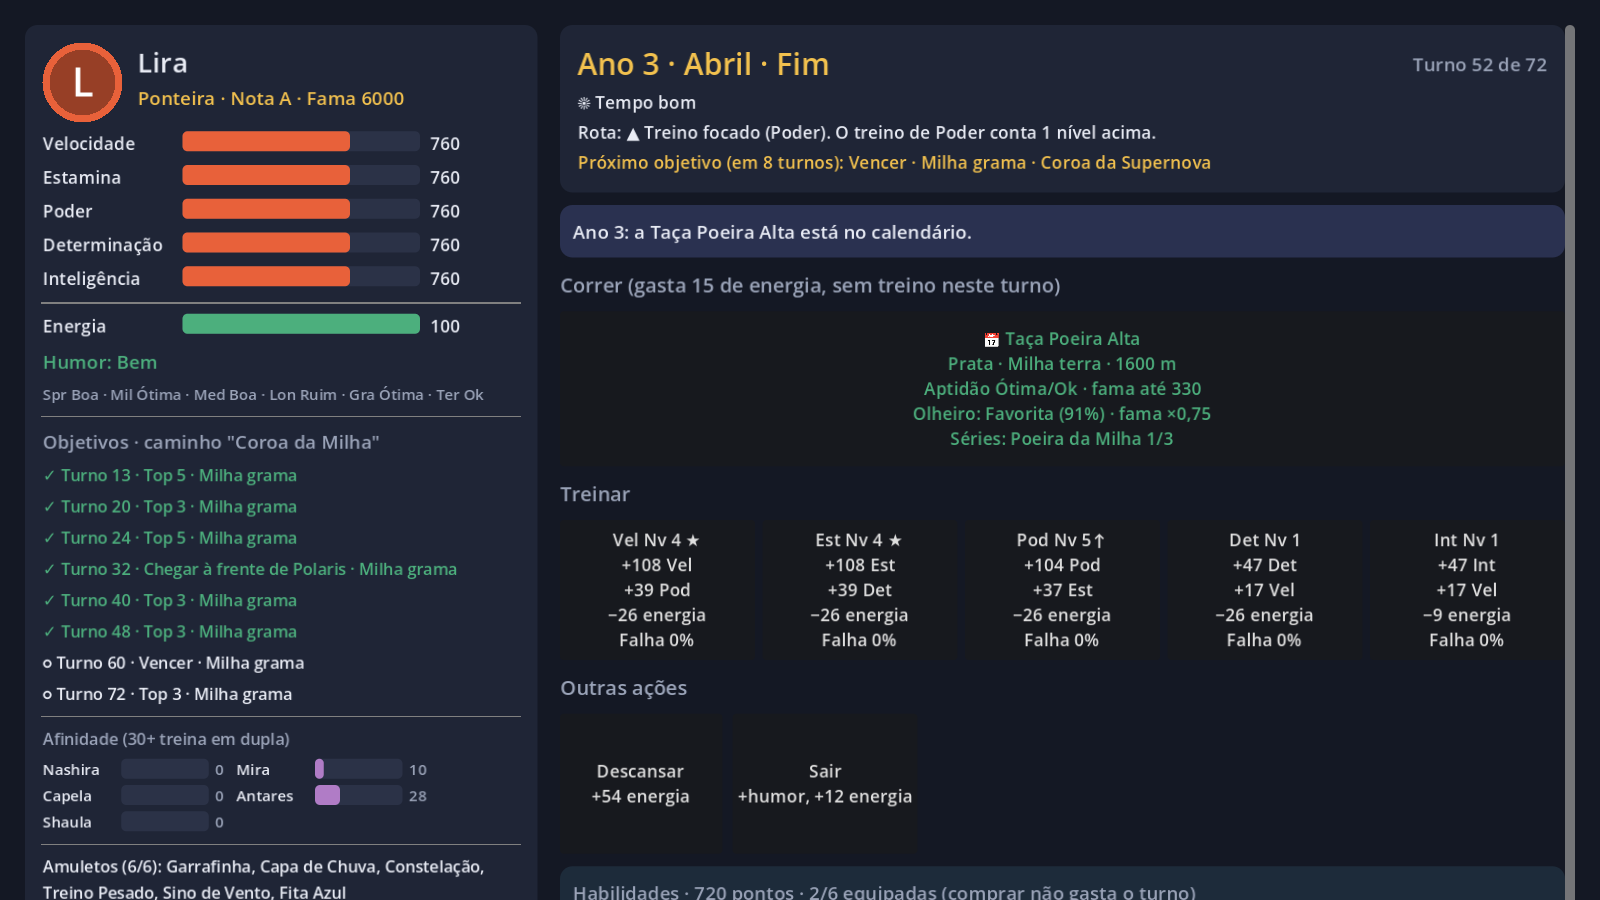 L
Lira
Ponteira · Nota A · Fama 6000
Velocidade 760
Estamina 760
Poder 760
Determinação 760
Inteligência 760
Energia 100
Humor: Bem
Spr Boa · Mil Ótima · Med Boa · Lon Ruim · Gra Ótima · Ter Ok
Objetivos · caminho "Coroa da Milha"
✓ Turno 13 · Top 5 · Milha grama
✓ Turno 20 · Top 3 · Milha grama
✓ Turno 24 · Top 5 · Milha grama
✓ Turno 32 · Chegar à frente de Polaris · Milha grama
✓ Turno 40 · Top 3 · Milha grama
✓ Turno 48 · Top 3 · Milha grama
Turno 60 · Vencer · Milha grama
Turno 72 · Top 3 · Milha grama
Afinidade (30+ treina em dupla)
Nashira 0 Mira 10
Capela 0 Antares 28
Shaula 0
Amuletos (6/6): Garrafinha, Capa de Chuva, Constelação,
Treino Pesado, Sino de Vento, Fita Azul
Ano 3 · Abril · Fim
Turno 52 de 72
Tempo bom
Rota: ▲ Treino focado (Poder). O treino de Poder conta 1 nível acima.
Próximo objetivo (em 8 turnos): Vencer · Milha grama · Coroa da Supernova
Ano 3: a Taça Poeira Alta está no calendário.
Correr (gasta 15 de energia, sem treino neste turno)
Taça Poeira Alta
Prata · Milha terra · 1600 m
Aptidão Ótima/Ok · fama até 330
Olheiro: Favorita (91%) · fama ×0,75
Séries: Poeira da Milha 1/3
Treinar
Vel Nv 4 ★
+108 Vel
+39 Pod
−26 energia
Falha 0%
Est Nv 4 ★
+108 Est
+39 Det
−26 energia
Falha 0%
Pod Nv 5↑
+104 Pod
+37 Est
−26 energia
Falha 0%
Det Nv 1
+47 Det
+17 Vel
−26 energia
Falha 0%
Int Nv 1
+47 Int
+17 Vel
−9 energia
Falha 0%
Outras ações
Descansar
+54 energia
Sair
+humor, +12 energia
Habilidades · 720 pontos · 2/6 equipadas (comprar não gasta o turno)